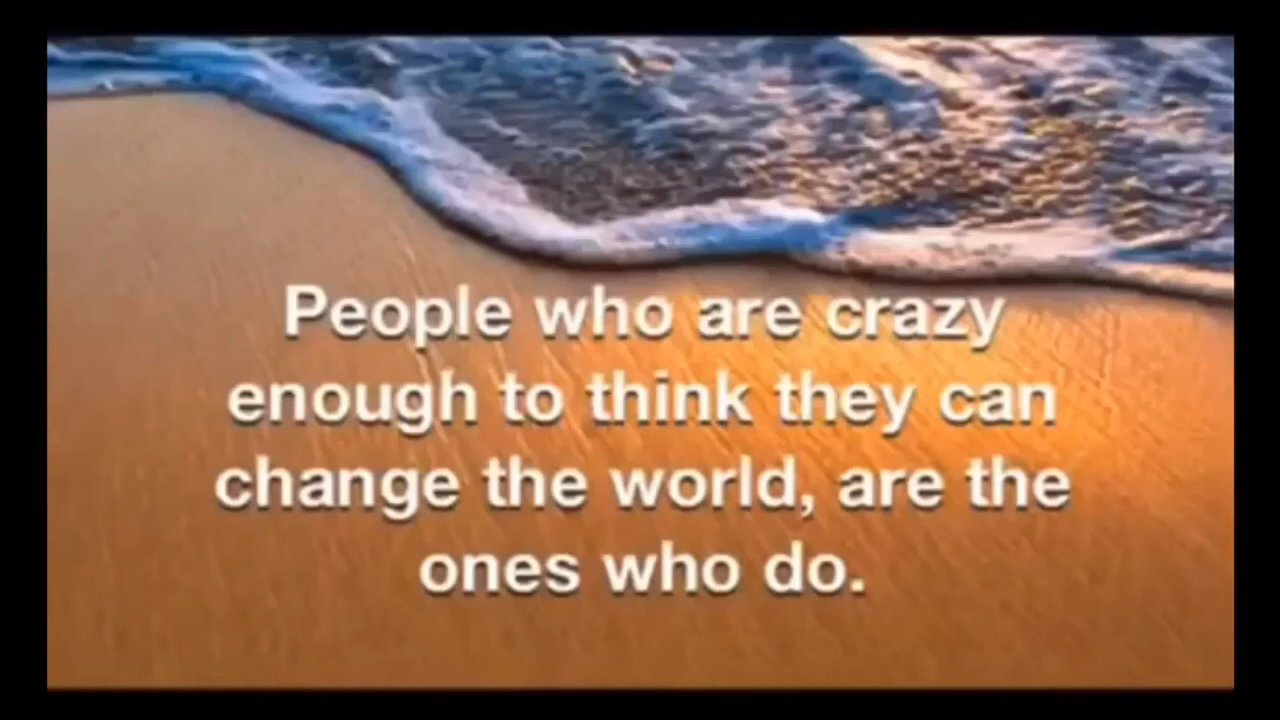 People who are crazy
enough to think they can
change the world, are the
ones who do.